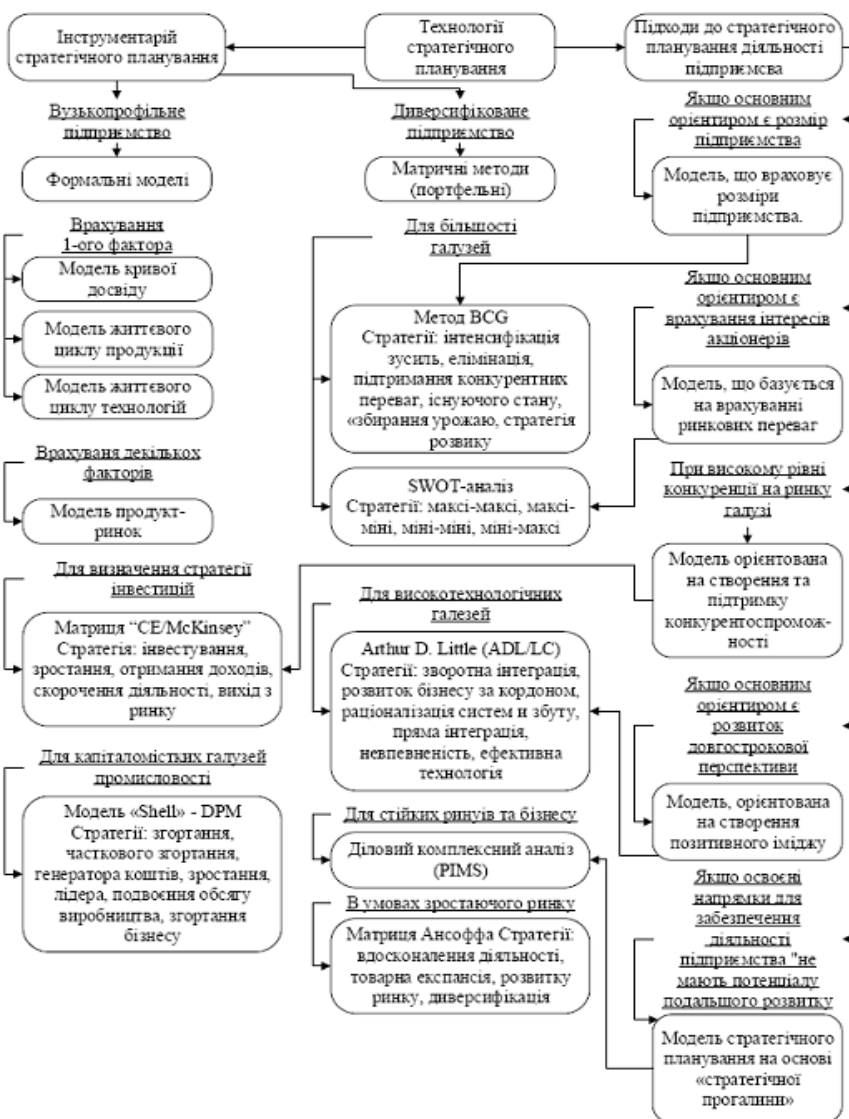 Інструментарій
стратегічного планування
Технології
стратегічного
планування
Підходи до стратегічного
планування діяльності
підприємсва
Вузькопрофільне
підприємство
Формальні моделі
Врахування
1-ого фактора
Модель кривої
досвіду
Модель життєвого
циклу продукції
Модель життєвого
циклу технологій
Врахуваня декількох
факторів
Модель продукт-
ринок
Для визначення стратегії
інвестицій
Матриця “CE/McKinsey”
Стратегія: інвестування,
зростання, отримання доходів,
скорочення діяльності, вихід з
ринку
Для капіталомістких галузей
промисловості
Модель «Shell» - DPM
Стратегії: згортання,
часткового згортання,
генератора коштів, зростання,
лідера, подвоєння обсягу
виробництва, згортання
бізнесу
Диверсифіковане
підприємство
Матричні методи
(портфельні)
Для більшості
галузей
Метод BCG
Стратегії: інтенсифікація
зусиль, елімінація,
підтримання конкурентних
переваг, існуючого стану,
«збирання урожаю, стратегія
розвику
SWOT-аналіз
Стратегії: максі-максі, максі-
міні, міні-міні, міні-максі
Для високотехнологічних
галезей
Arthur D. Little (ADL/LC)
Стратегії: зворотна інтеграція,
розвиток бізнесу за кордоном,
раціоналізація систем и збуту,
пряма інтеграція,
невпевненість, ефективна
технологія
Для стійких ринуів та бізнесу
Діловий комплексний аналіз
(PIMS)
В умовах зростаючого ринку
Матриця Ансоффа Стратегії:
вдосконалення діяльності,
товарна експансія, розвитку
ринку, диверсифікація
Якщо основним
орієнтиром є розмір
підприємства
Модель, що враховує
розміри
підприємства.
Якщо основним
орієнтиром є
врахування інтересів
акціонерів
Модель, що базується
на врахуванні
ринкових переваг
При високому рівні
конкуренції на ринку
галузі
Модель орієнтована
на створення та
підтримку
конкурентоспромож-
ності
Якщо основним
орієнтиром є
розвиток
довгострокової
перспективи
Модель, орієнтована
на створення
позитивного іміджу
Якщо освоєні
напрямки для
забезпечення
діяльності
підприємства "не
мають потенціалу
подальшого розвитку
Модель стратегічного
планування на основі
«стратегічної
прогалини»